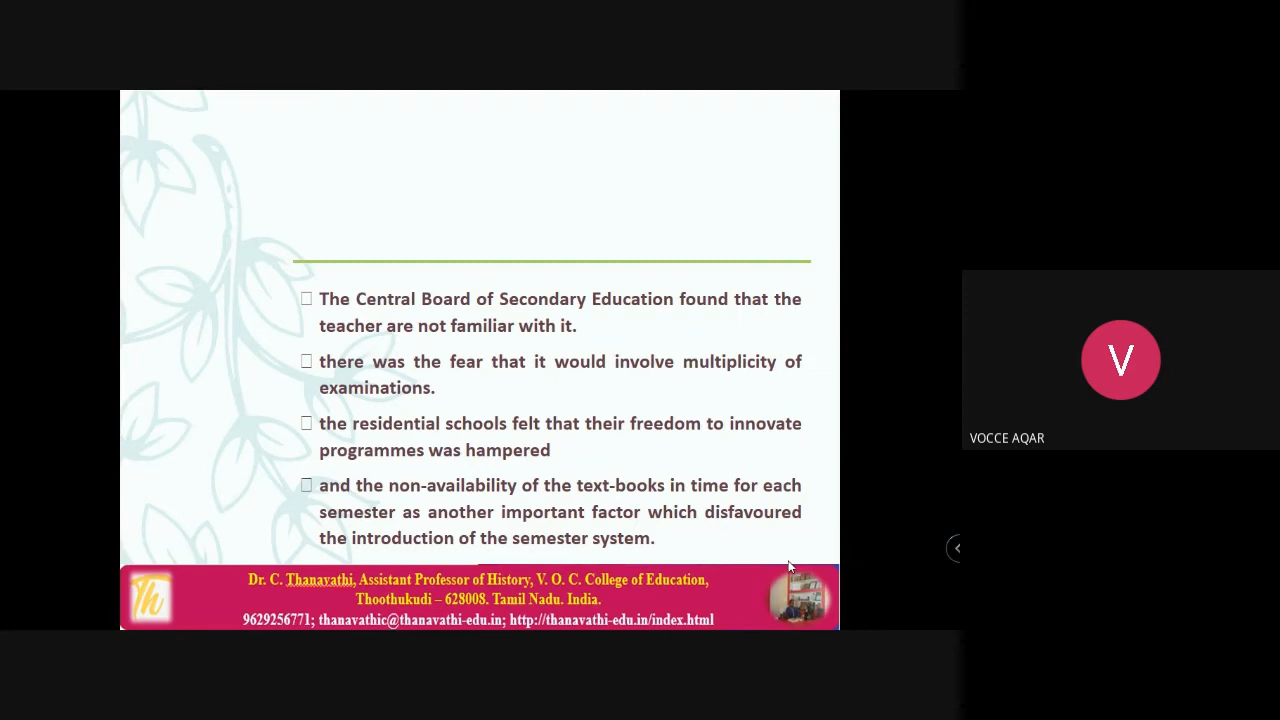 The Central Board of Secondary Education found that the
teacher are not familiar with it.
there was the fear that it would involve multiplicity of
examinations.
the residential schools felt that their freedom to innovate
programmes was hampered
and the non-availability of the text-books in time for each
semester as another important factor which disfavoured
the introduction of the semester system.
Th
Dr. C. Thanavathi, Assistant Professor of History, V. O. C. College of Education,
Thoothukudi – 628008. Tamil Nadu. India.
9629256771; thanavathic@thanavathi-edu.in; http://thanavathi-edu.in/index.html
V
VOCCE AQAR